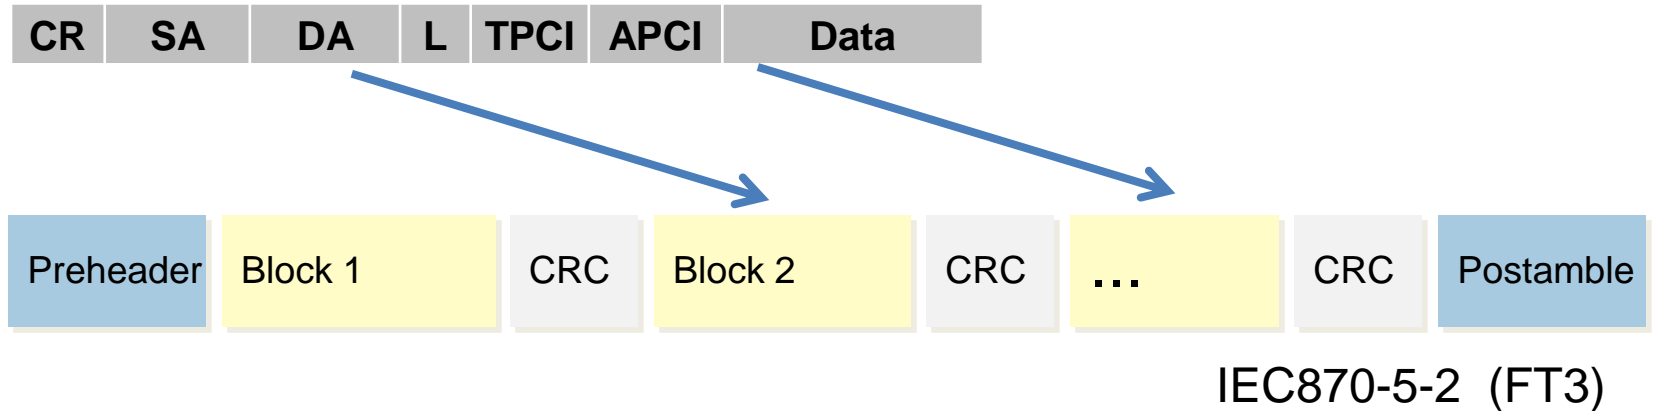 CR SA DA L TPCI APCI Data
Preheader Block 1 CRC Block 2 CRC ... CRC Postamble
IEC870-5-2 (FT3)